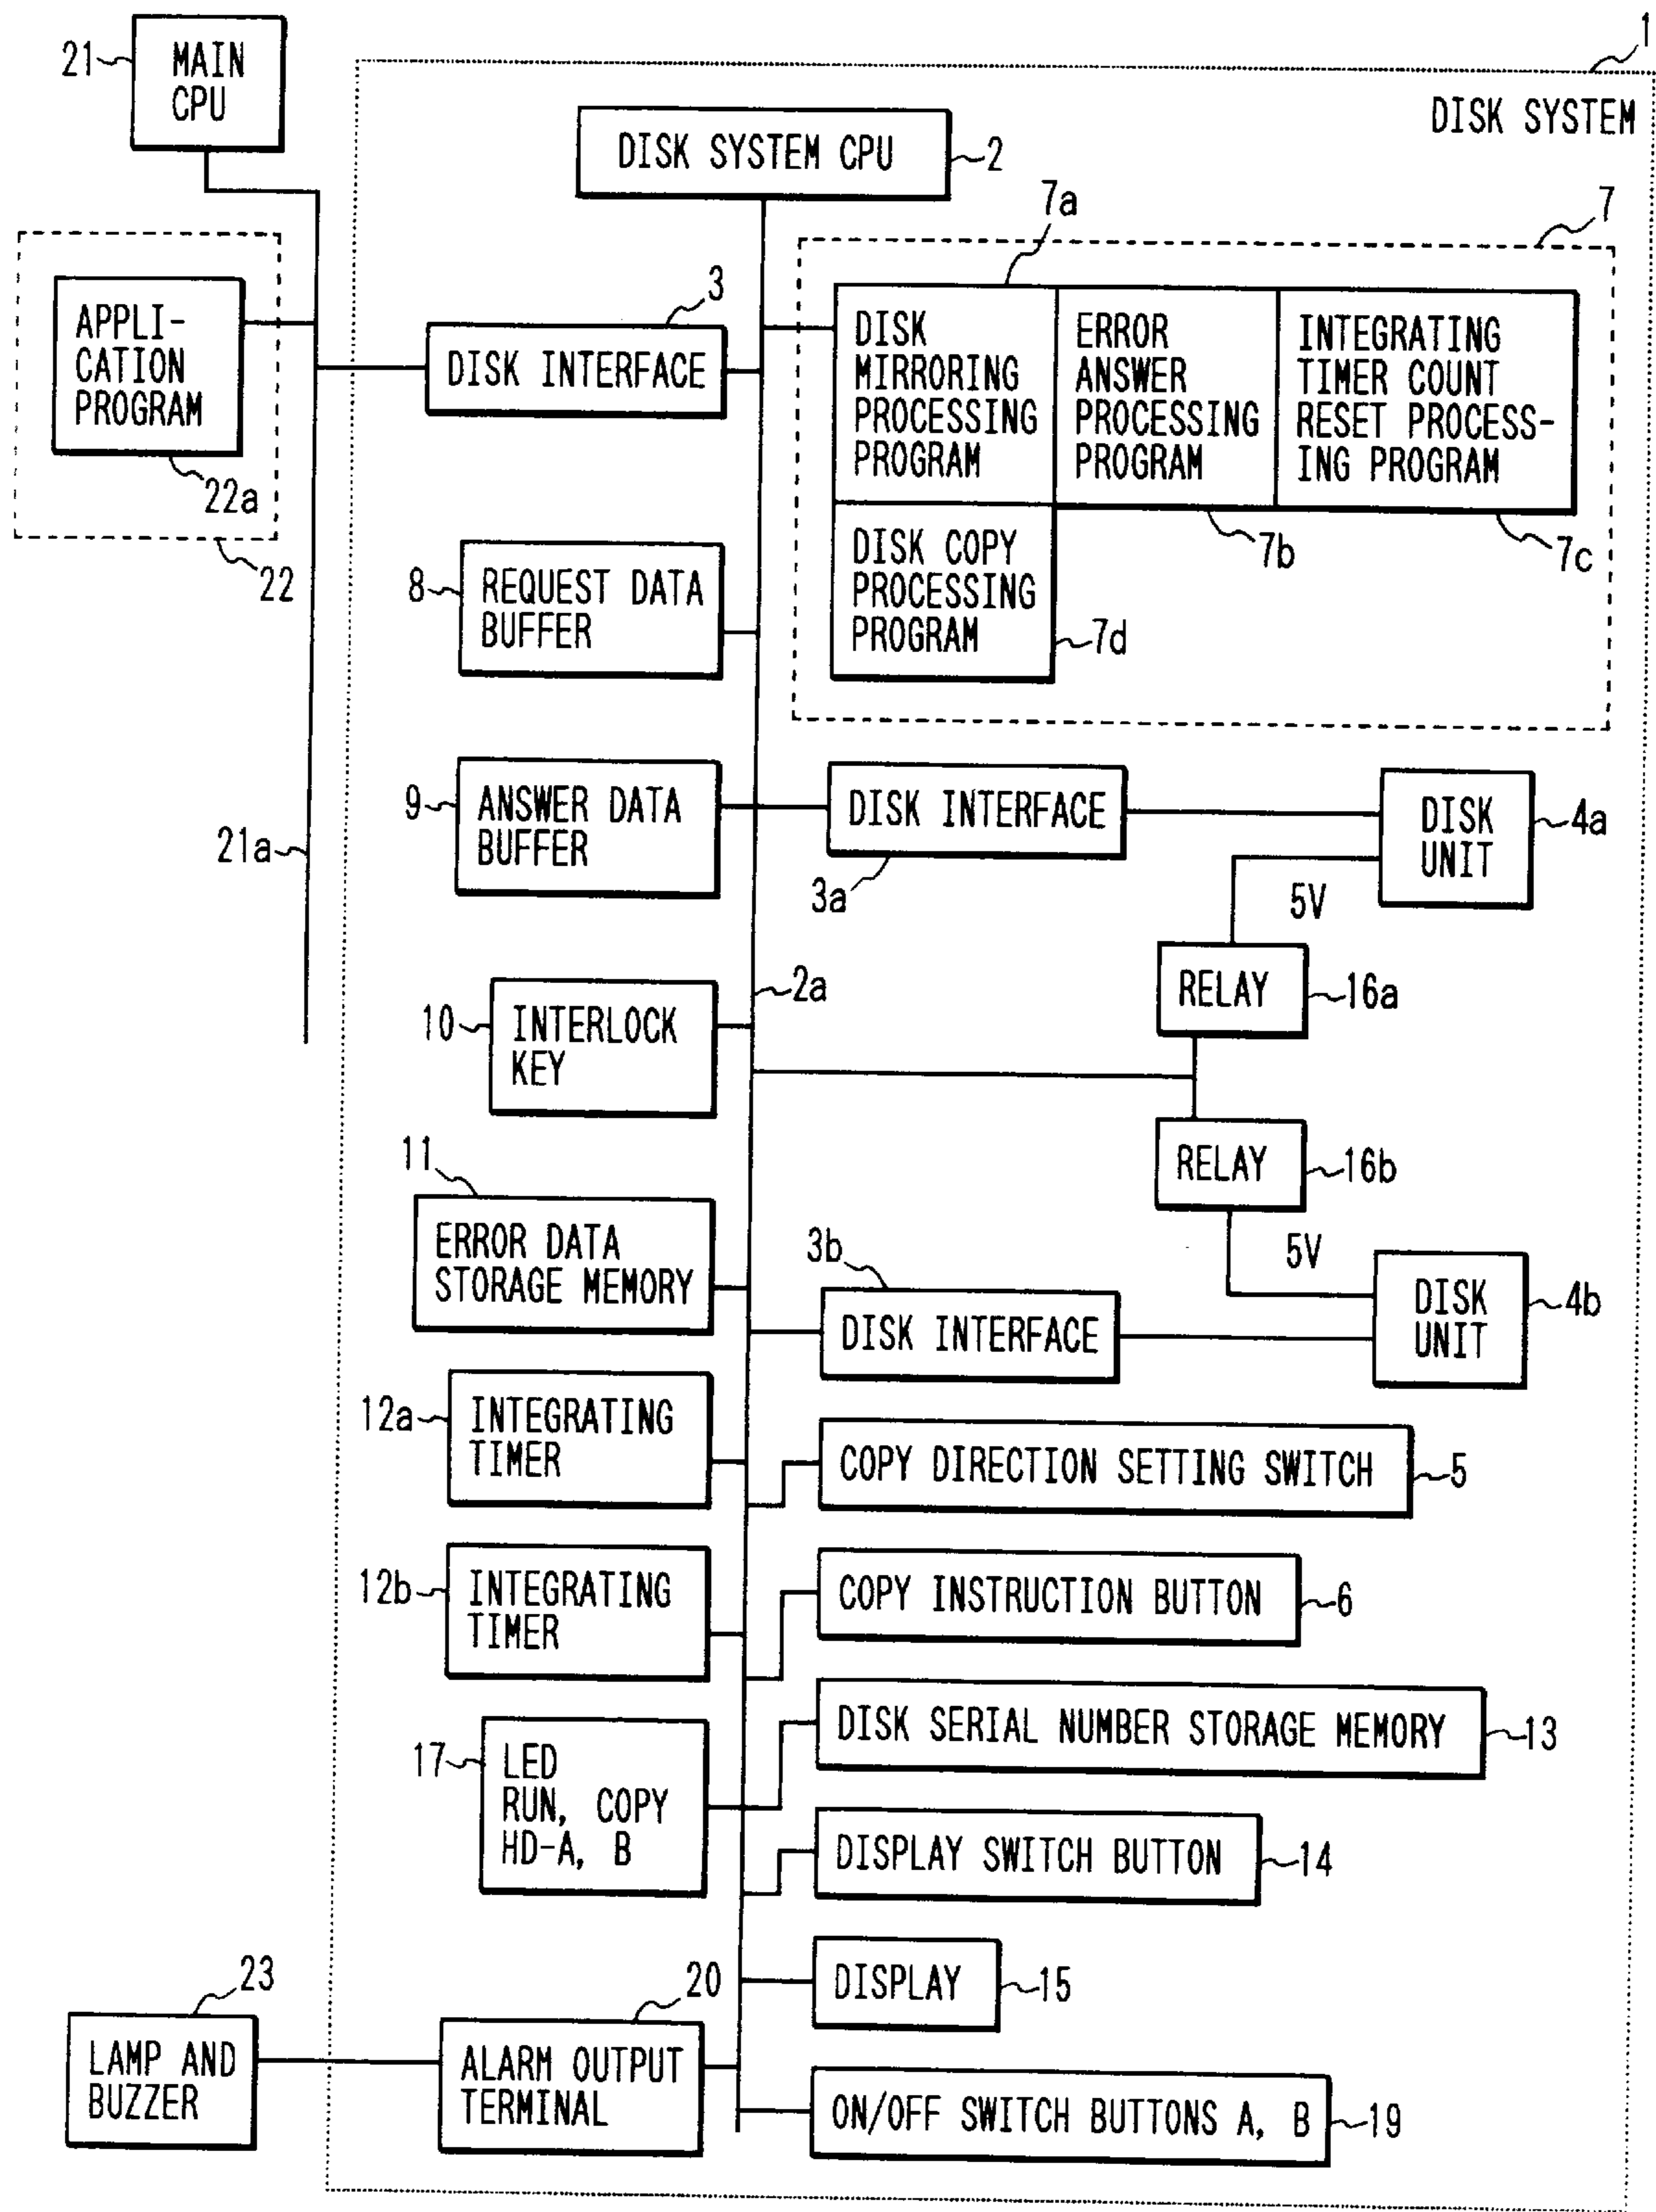 1
21
MAIN
CPU
DISK SYSTEM
DISK SYSTEM CPU
2
7a
7
APPLI-
CATION
PROGRAM
22a
22
3
DISK INTERFACE
DISK
MIRRORING
PROCESSING
PROGRAM
ERROR
ANSWER
PROCESSING
PROGRAM
INTEGRATING
TIMER COUNT
RESET PROCESS-
ING PROGRAM
7b
7c
DISK COPY
PROCESSING
PROGRAM
7d
8
REQUEST DATA
BUFFER
9
ANSWER DATA
BUFFER
21a
DISK INTERFACE
3a
DISK
UNIT
4a
5V
2a
RELAY
16a
10
INTERLOCK
KEY
RELAY
16b
5V
11
ERROR DATA
STORAGE MEMORY
3b
DISK INTERFACE
DISK
UNIT
4b
12a
INTEGRATING
TIMER
COPY DIRECTION SETTING SWITCH
5
12b
INTEGRATING
TIMER
COPY INSTRUCTION BUTTON
6
17
LED
RUN, COPY
HD-A, B
DISK SERIAL NUMBER STORAGE MEMORY
13
DISPLAY SWITCH BUTTON
14
DISPLAY
15
23
LAMP AND
BUZZER
20
ALARM OUTPUT
TERMINAL
ON/OFF SWITCH BUTTONS A, B
19